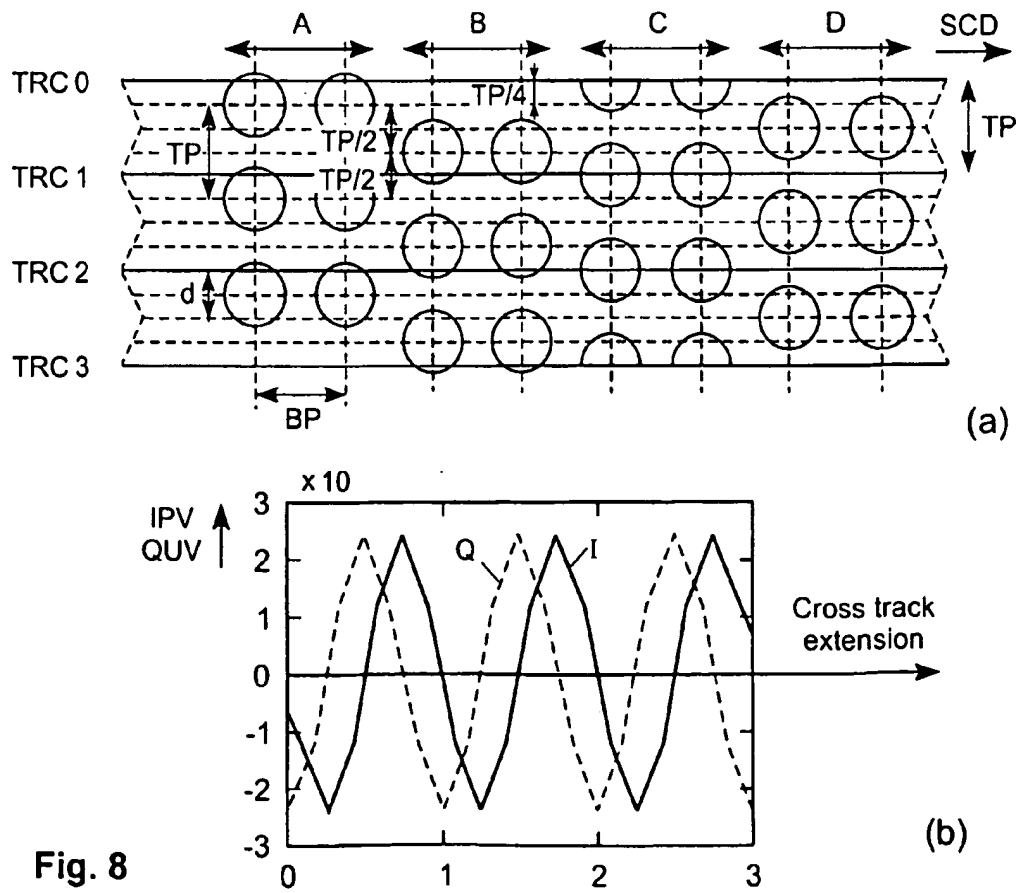 A B C D SCD
TRC 0
TP/4
TP TP/2 TP
TRC 1 TP/2
TRC 2
d
TRC 3
BP
(a)
x 10
IPV
QUV
3
2
1
0
-1
-2
-3
Q I
Cross track
extension
0 1 2 3
(b)
Fig. 8